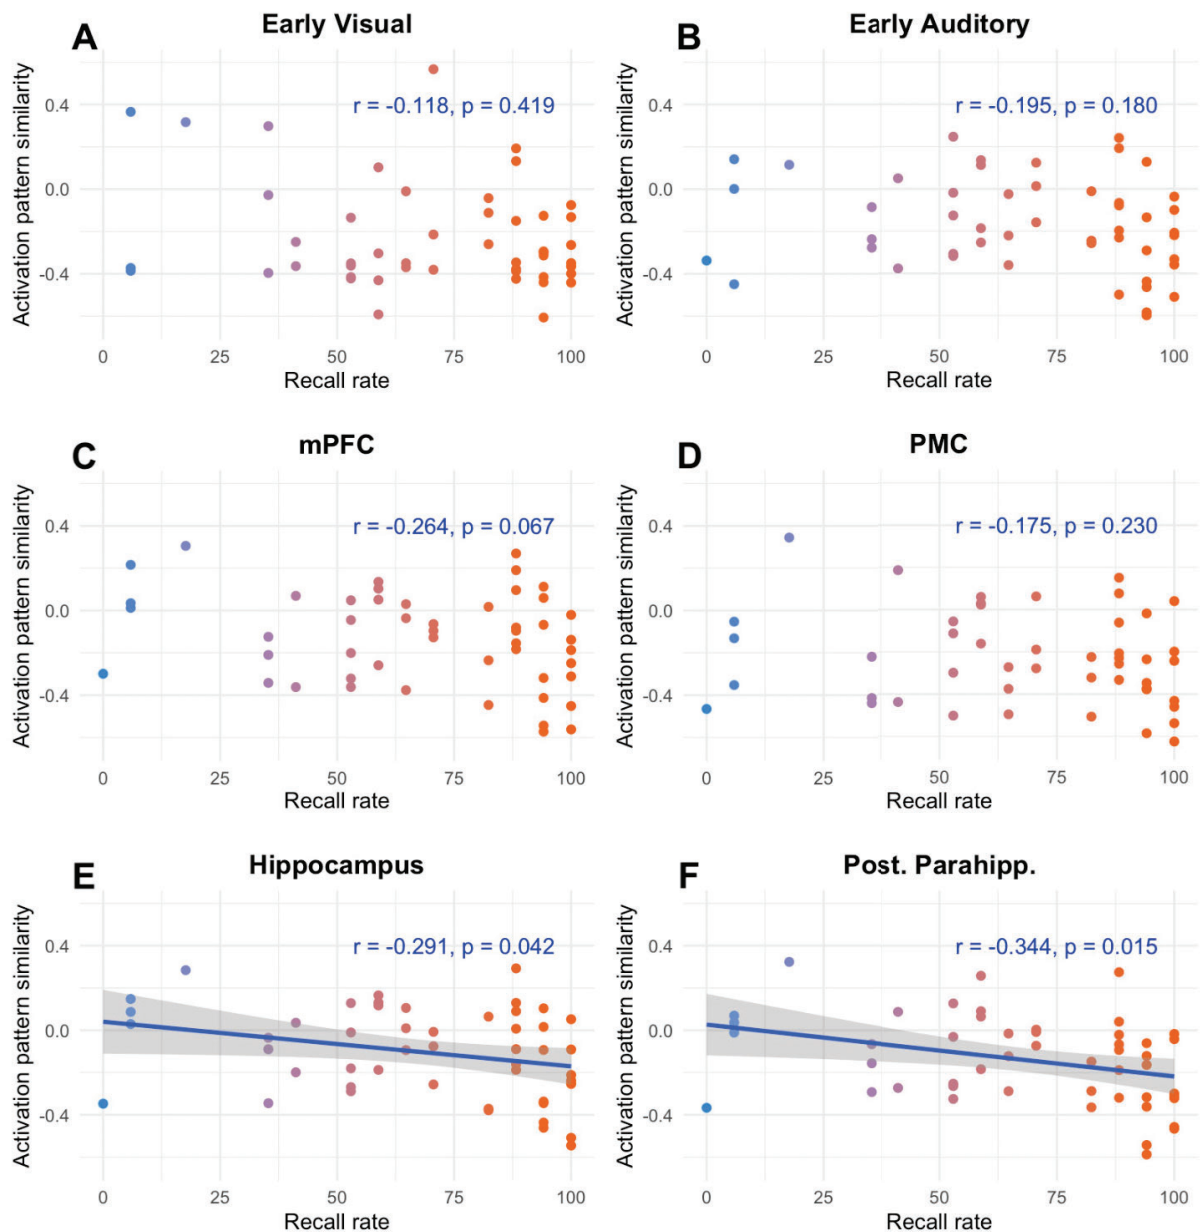 A
Early Visual
Activation pattern similarity
r = -0.118, p = 0.419
0.4
0.0
-0.4
0
25
50
75
100
Recall rate
B
Early Auditory
Activation pattern similarity
r = -0.195, p = 0.180
0.4
0.0
-0.4
0
25
50
75
100
Recall rate
C
mPFC
Activation pattern similarity
r = -0.264, p = 0.067
0.4
0.0
-0.4
0
25
50
75
100
Recall rate
D
PMC
Activation pattern similarity
r = -0.175, p = 0.230
0.4
0.0
-0.4
0
25
50
75
100
Recall rate
E
Hippocampus
Activation pattern similarity
r = -0.291, p = 0.042
0.4
0.0
-0.4
0
25
50
75
100
Recall rate
F
Post. Parahipp.
Activation pattern similarity
r = -0.344, p = 0.015
0.4
0.0
-0.4
0
25
50
75
100
Recall rate